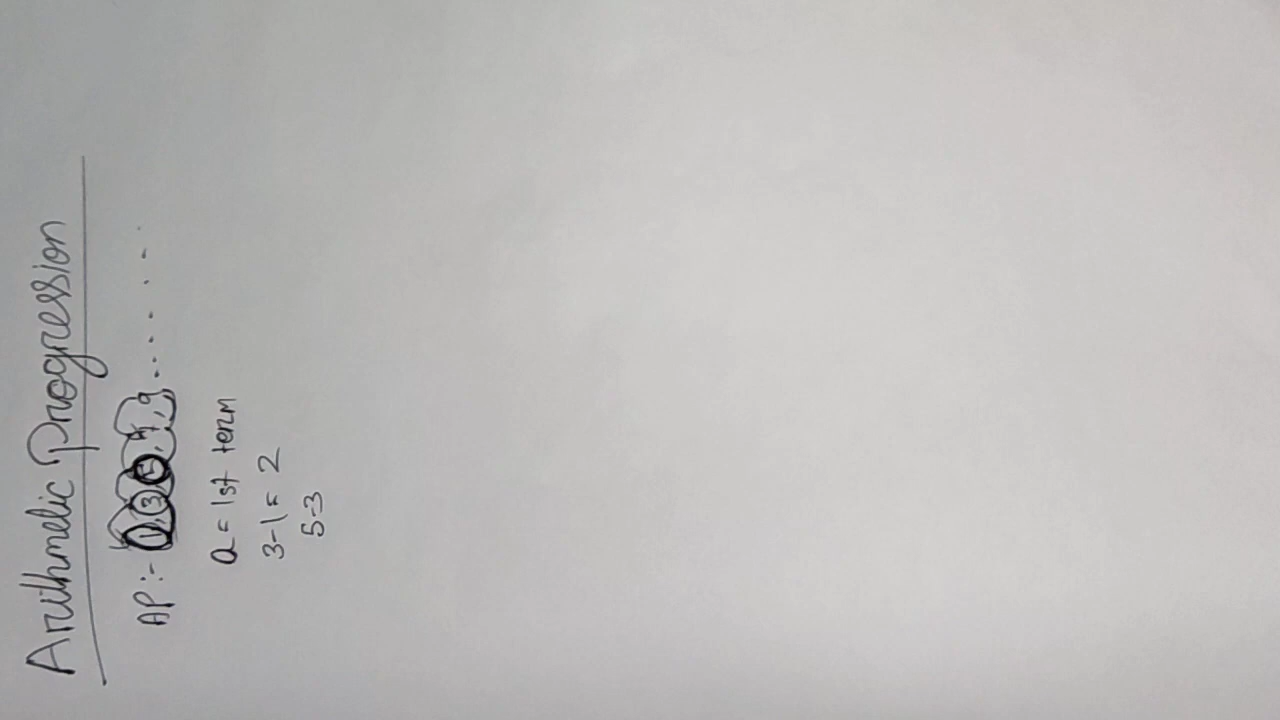 Arithmetic Progression
AP :- 1, 3, 5, 7, 9, .......
a = 1st term
3-1 = 2
5-3